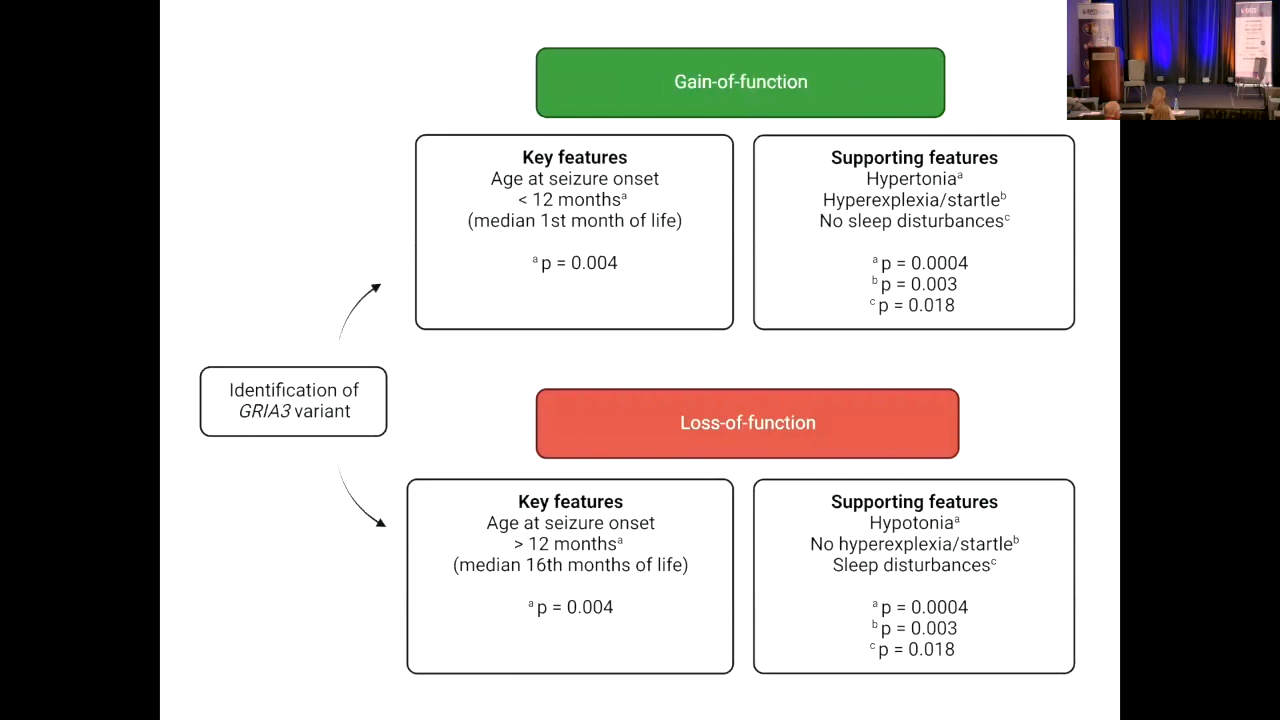 Gain-of-function
Key features
Age at seizure onset
< 12 monthsᵃ
(median 1st month of life)
ᵃ p = 0.004
Supporting features
Hypertoniaᵃ
Hyperexplexia/startleᵇ
No sleep disturbancesᶜ
ᵃ p = 0.0004
ᵇ p = 0.003
ᶜ p = 0.018
Identification of
GRIA3 variant
Loss-of-function
Key features
Age at seizure onset
> 12 monthsᵃ
(median 16th months of life)
ᵃ p = 0.004
Supporting features
Hypotoniaᵃ
No hyperexplexia/startleᵇ
Sleep disturbancesᶜ
ᵃ p = 0.0004
ᵇ p = 0.003
ᶜ p = 0.018